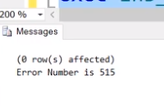 200 %
Messages
(0 row(s) affected)
Error Number is 515